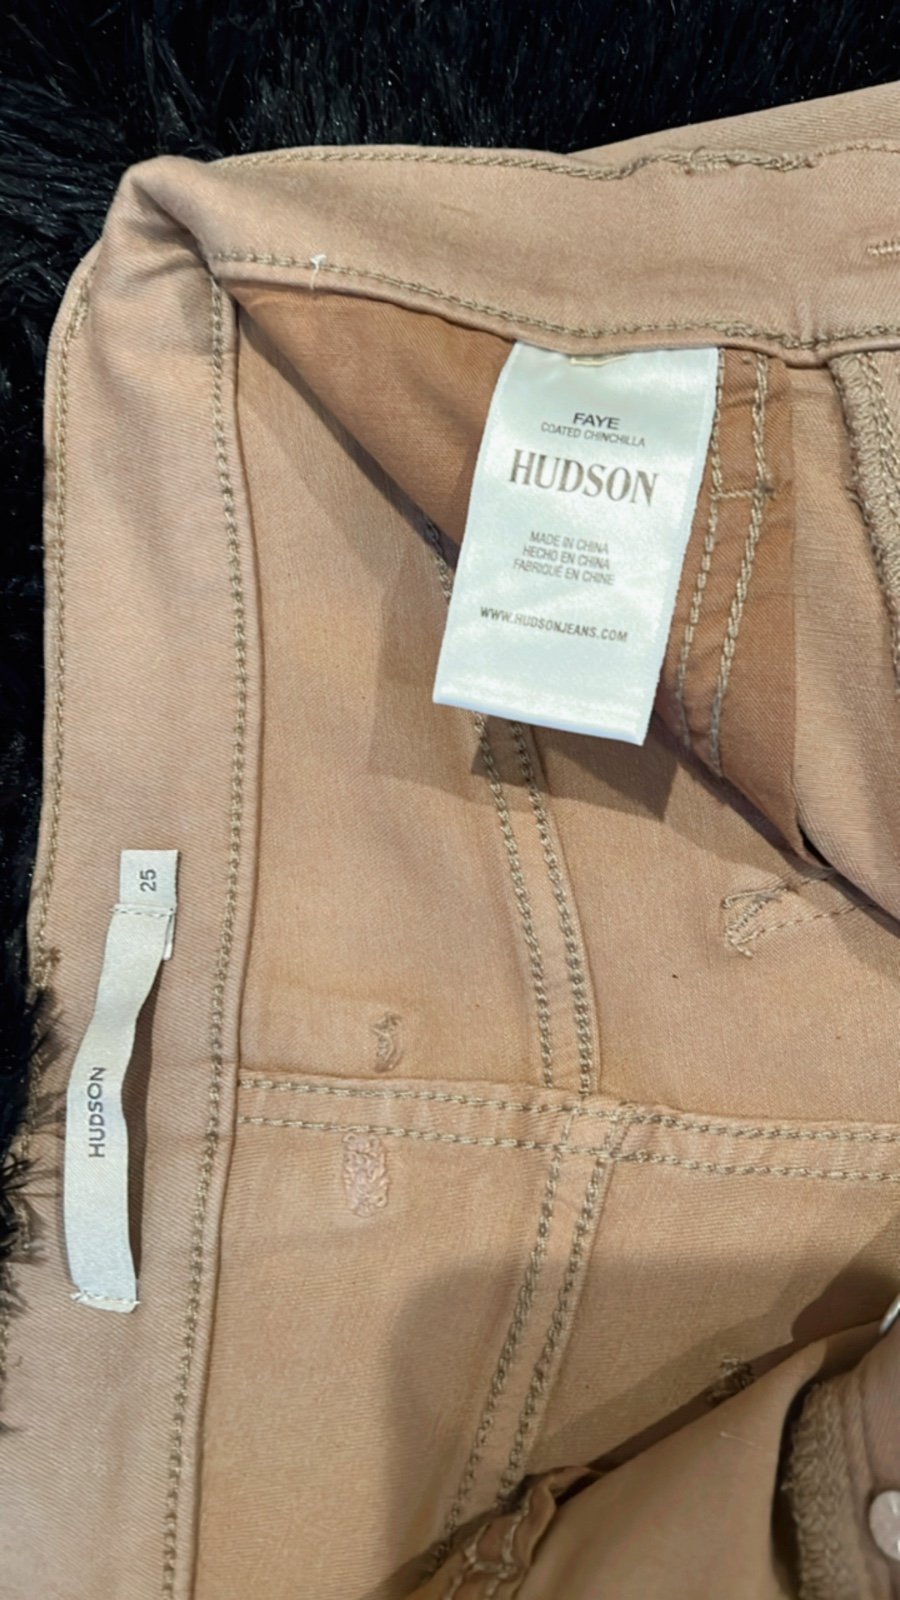 FAYE
COATED CHINCHILLA
HUDSON
MADE IN CHINA
HECHO EN CHINA
FABRIQUÉ EN CHINE
WWW.HUDSONJEANS.COM
25
HUDSON